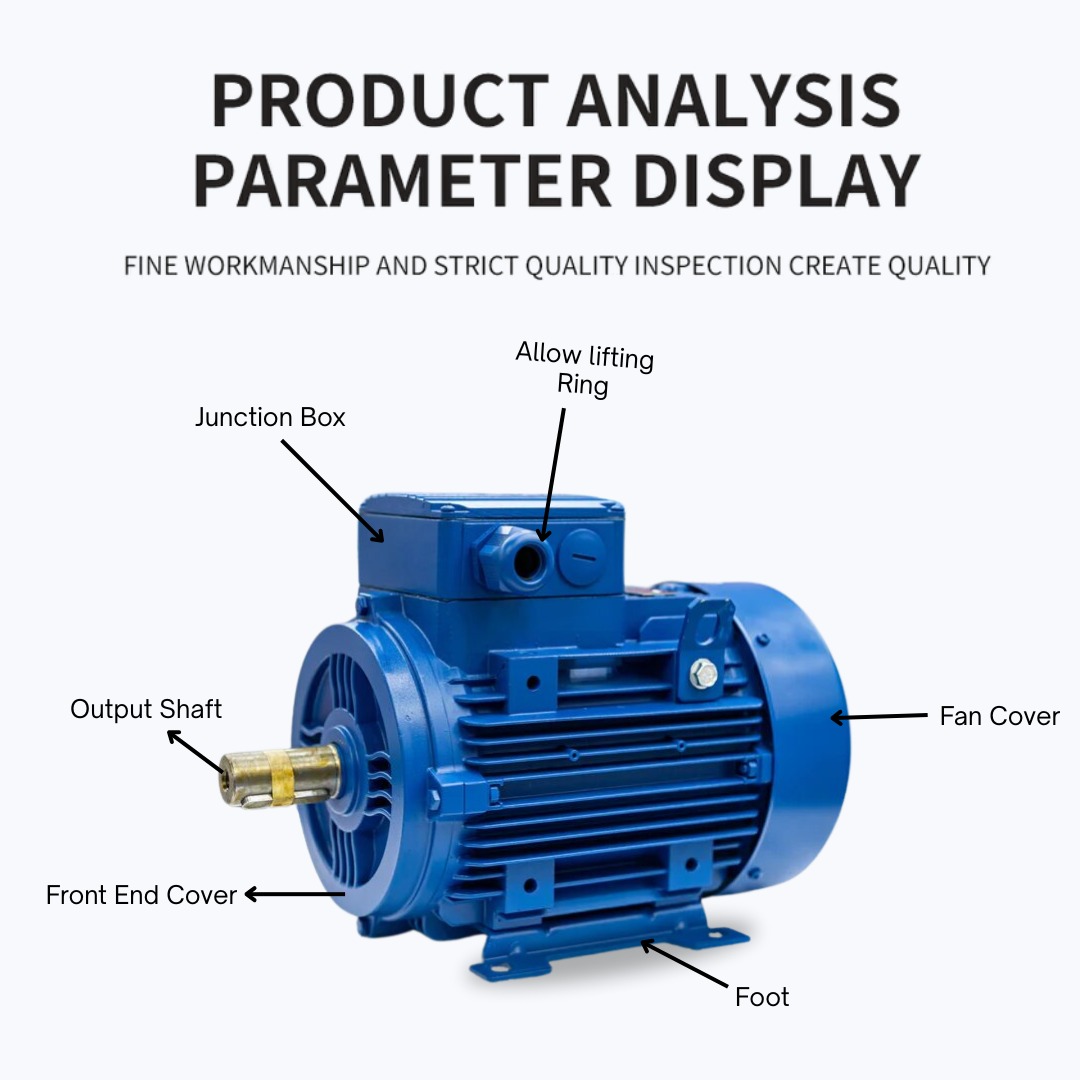 PRODUCT ANALYSIS
PARAMETER DISPLAY
FINE WORKMANSHIP AND STRICT QUALITY INSPECTION CREATE QUALITY
Allow lifting
Ring
Junction Box
Output Shaft
Fan Cover
Front End Cover
Foot